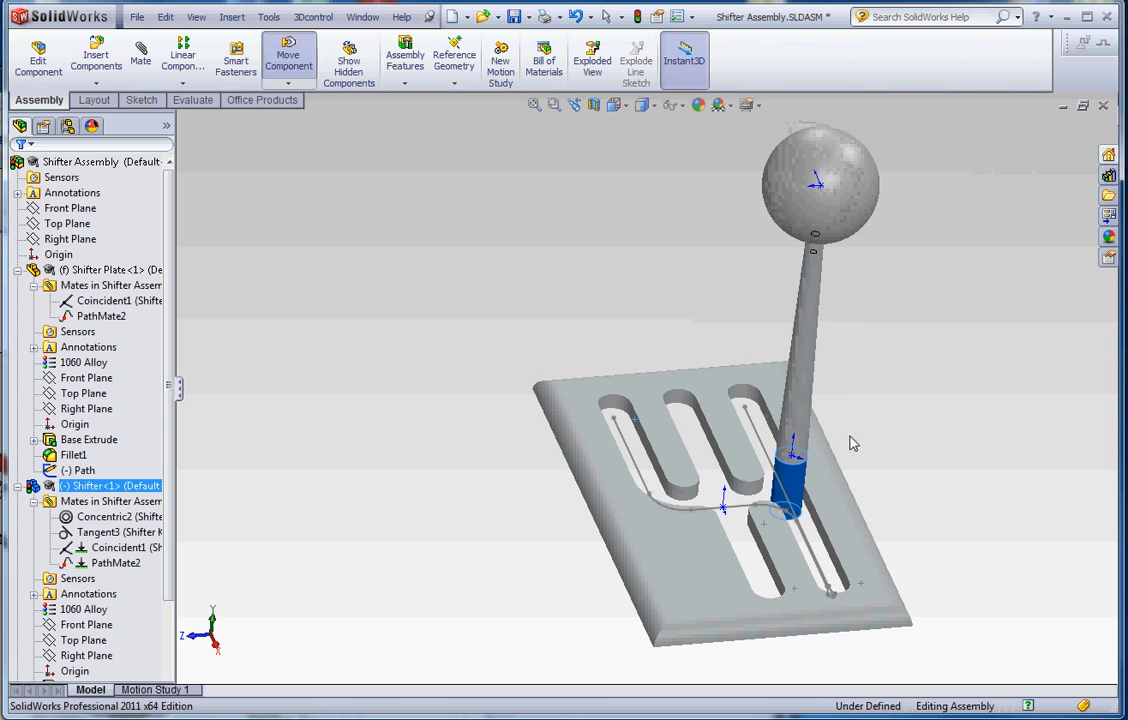 SolidWorks File Edit View Insert Tools 3Dcontrol Window Help Shifter Assembly.SLDASM * Search SolidWorks Help
Edit Component
Insert Components
Mate
Linear Compon...
Smart Fasteners
Move Component
Show Hidden Components
Assembly Features
Reference Geometry
New Motion Study
Bill of Materials
Exploded View
Explode Line Sketch
Instant3D
Assembly Layout Sketch Evaluate Office Products
Shifter Assembly (Default
Sensors
Annotations
Front Plane
Top Plane
Right Plane
Origin
(f) Shifter Plate<1> (De
Mates in Shifter Assem
Coincident1 (Shifte
PathMate2
Sensors
Annotations
1060 Alloy
Front Plane
Top Plane
Right Plane
Origin
Base Extrude
Fillet1
(-) Path
(-) Shifter<1> (Default
Mates in Shifter Assem
Concentric2 (Shifte
Tangent3 (Shifter K
Coincident1 (Sh
PathMate2
Sensors
Annotations
1060 Alloy
Front Plane
Top Plane
Right Plane
Origin
Y
Z
X
Model Motion Study 1
SolidWorks Professional 2011 x64 Edition Under Defined Editing Assembly